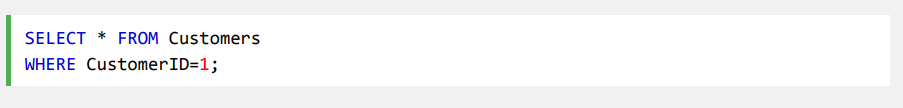 SELECT * FROM Customers
WHERE CustomerID=1;